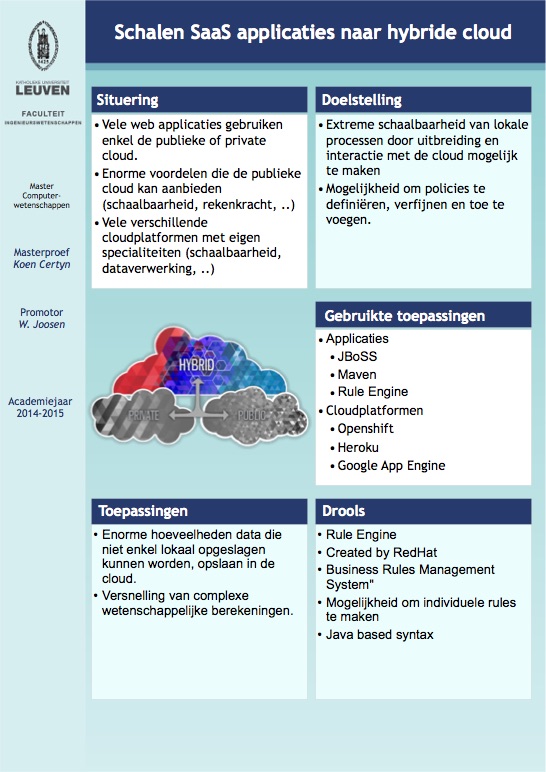 Schalen SaaS applicaties naar hybride cloud
KATHOLIEKE UNIVERSITEIT
LEUVEN
FACULTEIT
INGENIEURSWETENSCHAPPEN
Master
Computer-
wetenschappen
Masterproef
Koen Certyn
Promotor
W. Joosen
Academiejaar
2014-2015
Situering
• Vele web applicaties gebruiken
enkel de publieke of private
cloud.
• Enorme voordelen die de publieke
cloud kan aanbieden
(schaalbaarheid, rekenkracht, ..)
• Vele verschillende
cloudplatformen met eigen
specialiteiten (schaalbaarheid,
dataverwerking, ..)
Doelstelling
• Extreme schaalbaarheid van lokale
processen door uitbreiding en
interactie met de cloud mogelijk
te maken
• Mogelijkheid om policies te
definiëren, verfijnen en toe te
voegen.
HYBRID
PRIVATE
PUBLIC
Gebruikte toepassingen
• Applicaties
• JBoSS
• Maven
• Rule Engine
• Cloudplatformen
• Openshift
• Heroku
• Google App Engine
Toepassingen
• Enorme hoeveelheden data die
niet enkel lokaal opgeslagen
kunnen worden, opslaan in de
cloud.
• Versnelling van complexe
wetenschappelijke berekeningen.
Drools
• Rule Engine
• Created by RedHat
• Business Rules Management
System"
• Mogelijkheid om individuele rules
te maken
• Java based syntax